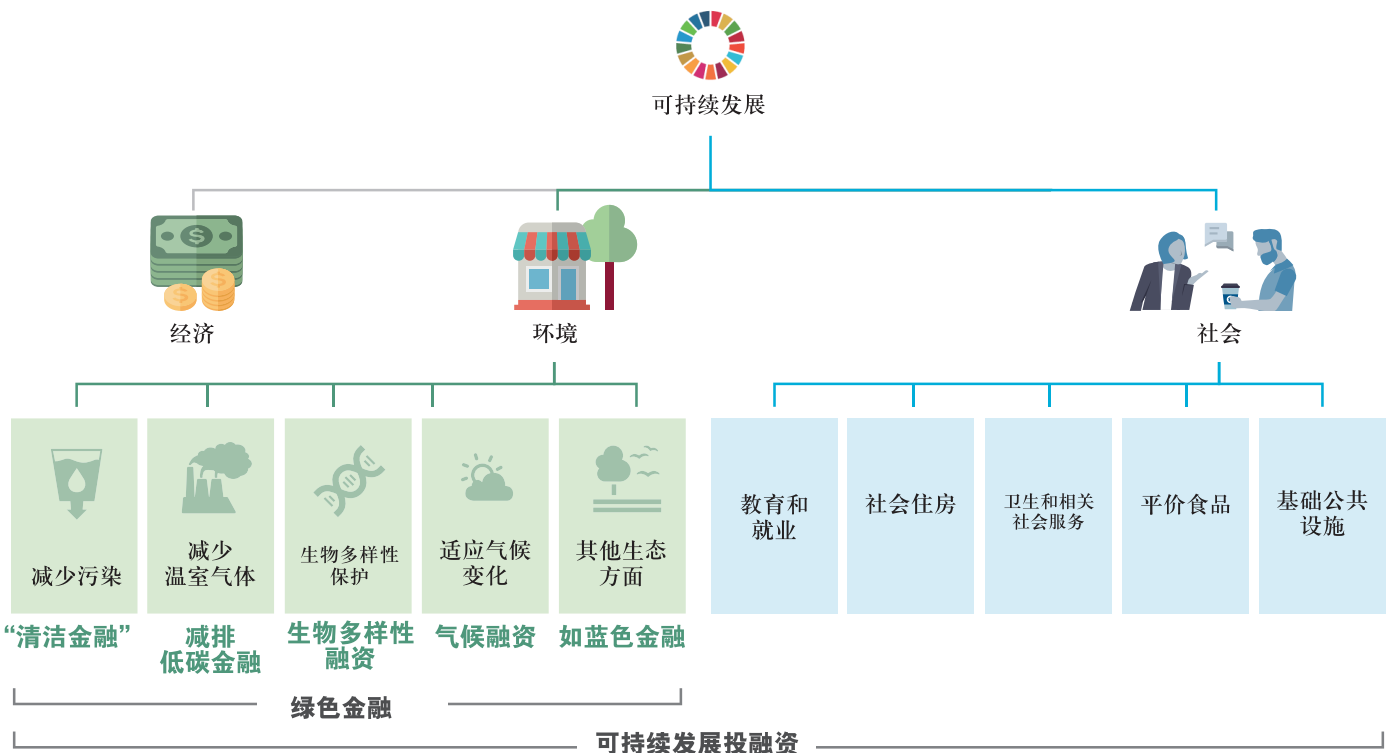 可持续发展
经济
环境
社会
减少污染
减少
温室气体
生物多样性
保护
适应气候
变化
其他生态
方面
教育和
就业
社会住房
卫生和相关
社会服务
平价食品
基础公共
设施
“清洁金融”
减排
低碳金融
生物多样性
融资
气候融资
如蓝色金融
绿色金融
可持续发展投融资